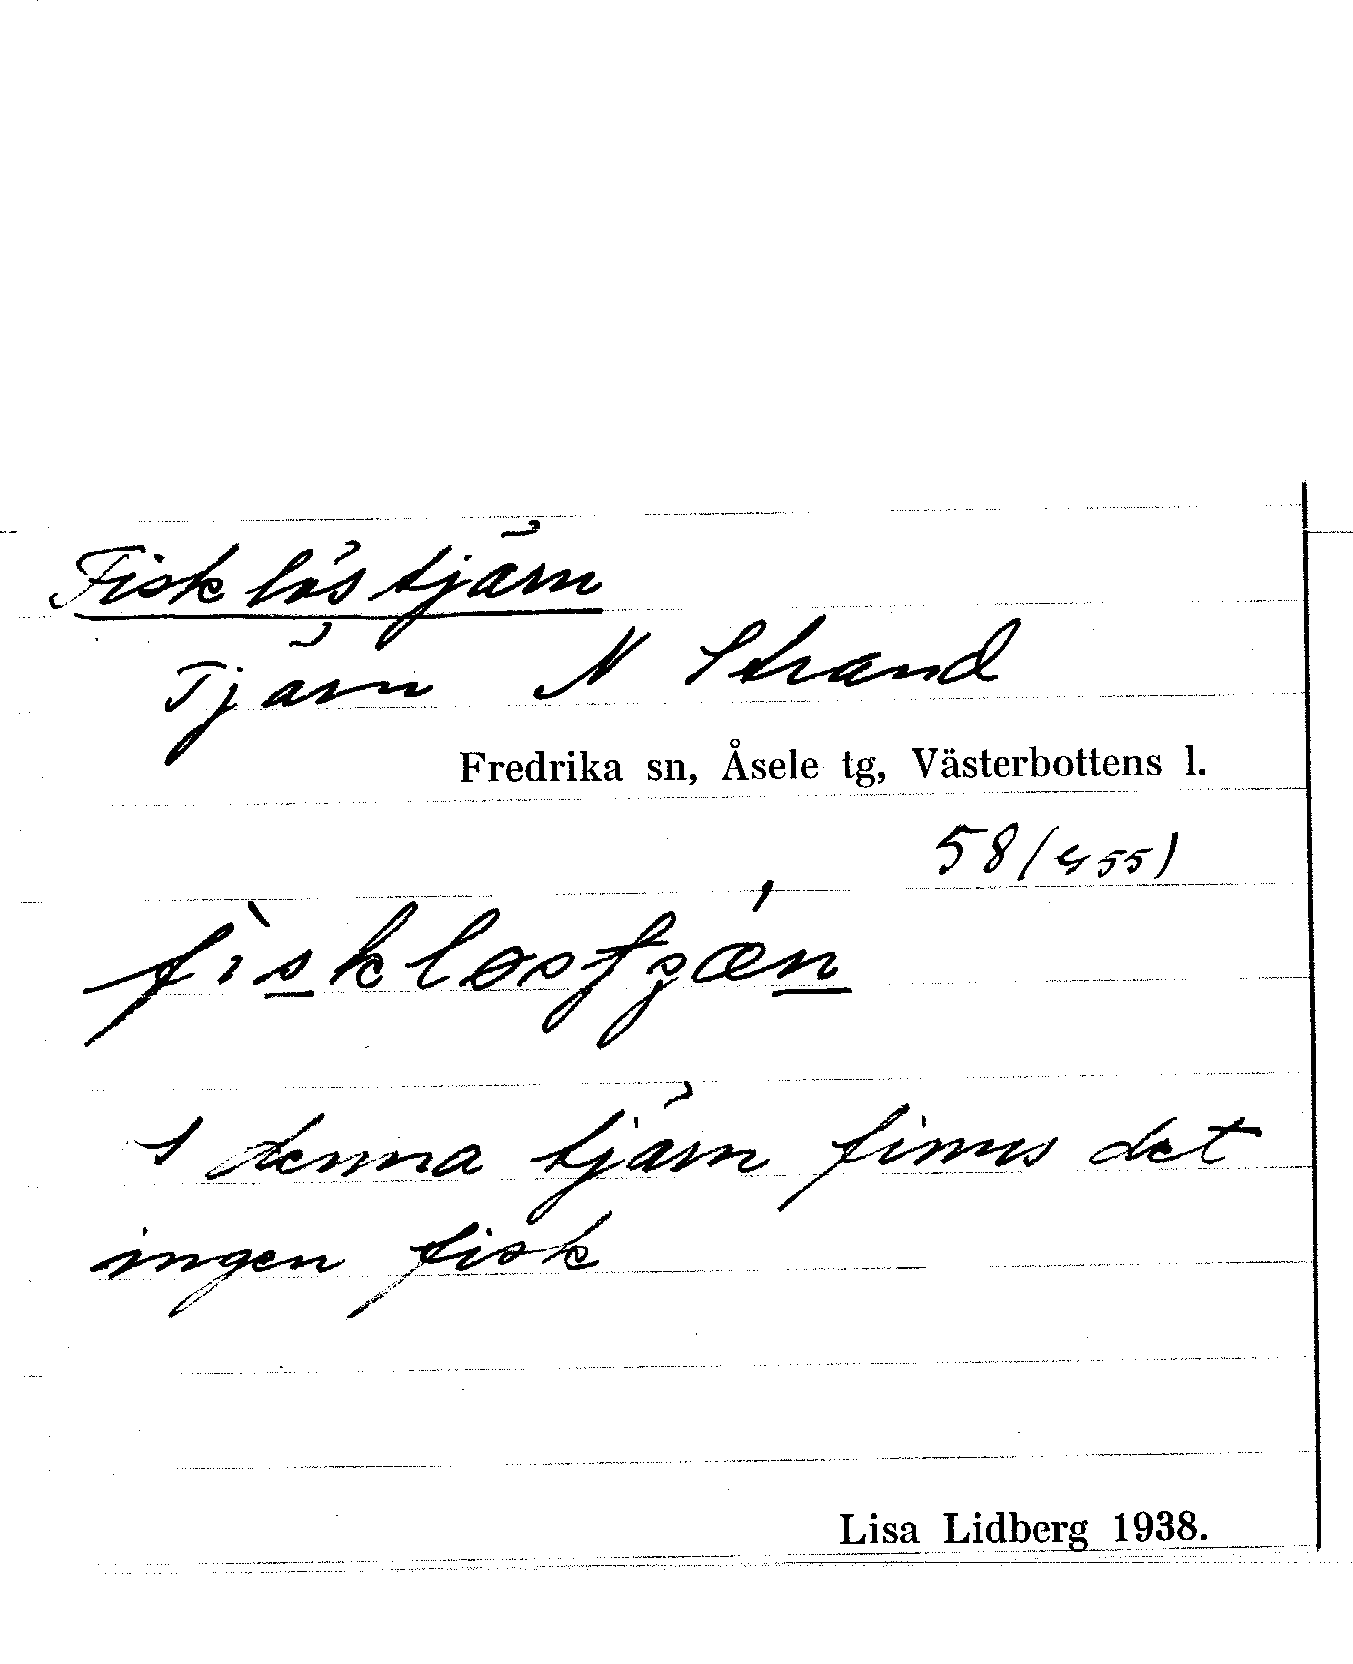 Fisklöstjärn
Tjärn N Strand
Fredrika sn, Åsele tg, Västerbottens l.
58 (455)
I denna tjärn finns det
ingen fisk
Lisa Lidberg 1938.